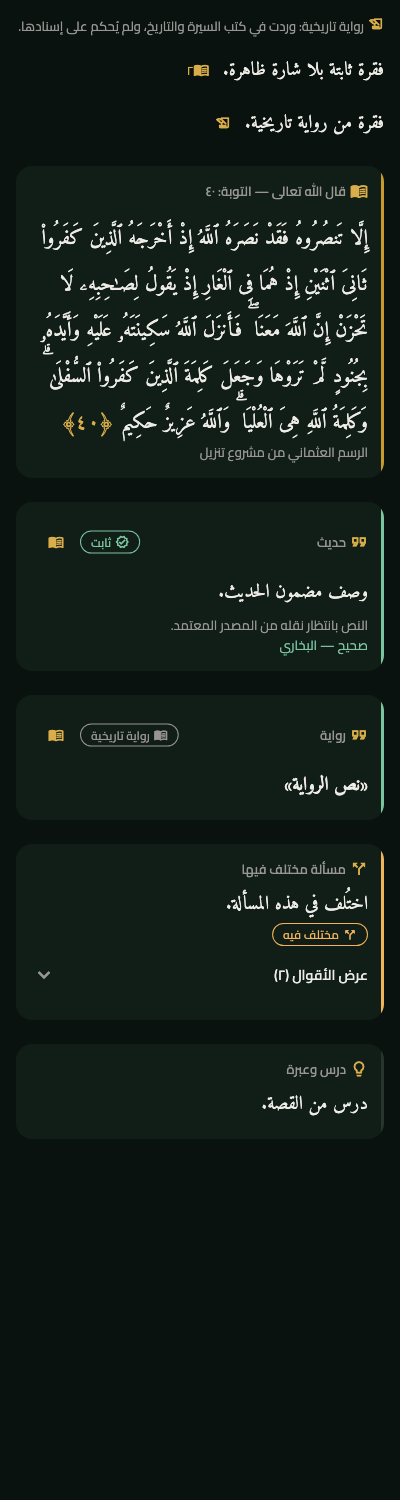 رواية تاريخية: وردت في كتب السيرة والتاريخ، ولم يُحكم على إسنادها.
فقرة ثابتة بلا شارة ظاهرة. ٢
فقرة من رواية تاريخية.
قال الله تعالى — التوبة: ٤٠
إِلَّا تَنصُرُوهُ فَقَدْ نَصَرَهُ ٱللَّهُ إِذْ أَخْرَجَهُ ٱلَّذِينَ كَفَرُوا۟
ثَانِىَ ٱثْنَيْنِ إِذْ هُمَا فِى ٱلْغَارِ إِذْ يَقُولُ لِصَـٰحِبِهِۦ لَا
تَحْزَنْ إِنَّ ٱللَّهَ مَعَنَا ۖ فَأَنزَلَ ٱللَّهُ سَكِينَتَهُۥ عَلَيْهِ وَأَيَّدَهُۥ
بِجُنُودٍ لَّمْ تَرَوْهَا وَجَعَلَ كَلِمَةَ ٱلَّذِينَ كَفَرُوا۟ ٱلسُّفْلَىٰ ۗ
وَكَلِمَةُ ٱللَّهِ هِىَ ٱلْعُلْيَا ۗ وَٱللَّهُ عَزِيزٌ حَكِيمٌ ﴿٤٠﴾
الرسم العثماني من مشروع تنزيل
حديث ثابت
وصف مضمون الحديث.
النص بانتظار نقله من المصدر المعتمد.
صحيح — البخاري
رواية رواية تاريخية
«نص الرواية»
مسألة مختلف فيها
اختُلف في هذه المسألة.
مختلف فيه
عرض الأقوال (٢)
درس وعبرة
درس من القصة.